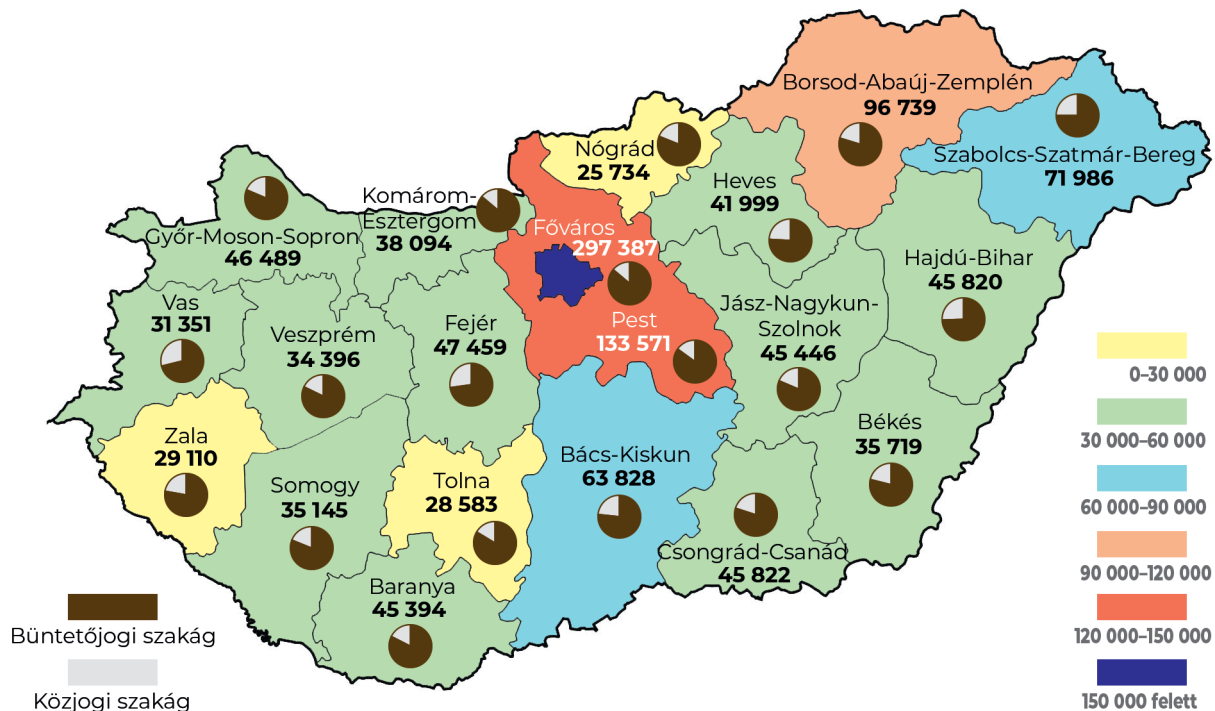 Borsod-Abaúj-Zemplén
96 739
Nógrád
25 734
Szabolcs-Szatmár-Bereg
71 986
Heves
41 999
Komárom-
Esztergom
38 094
Főváros
297 387
Győr-Moson-Sopron
46 489
Hajdú-Bihar
45 820
Vas
31 351
Veszprém
34 396
Fejér
47 459
Pest
133 571
Jász-Nagykun-
Szolnok
45 446
0–30 000
Zala
29 110
Somogy
35 145
Tolna
28 583
Bács-Kiskun
63 828
Békés
35 719
30 000–60 000
60 000–90 000
Csongrád-Csanád
45 822
90 000–120 000
Baranya
45 394
Büntetőjogi szakág
120 000–150 000
Közjogi szakág
150 000 felett